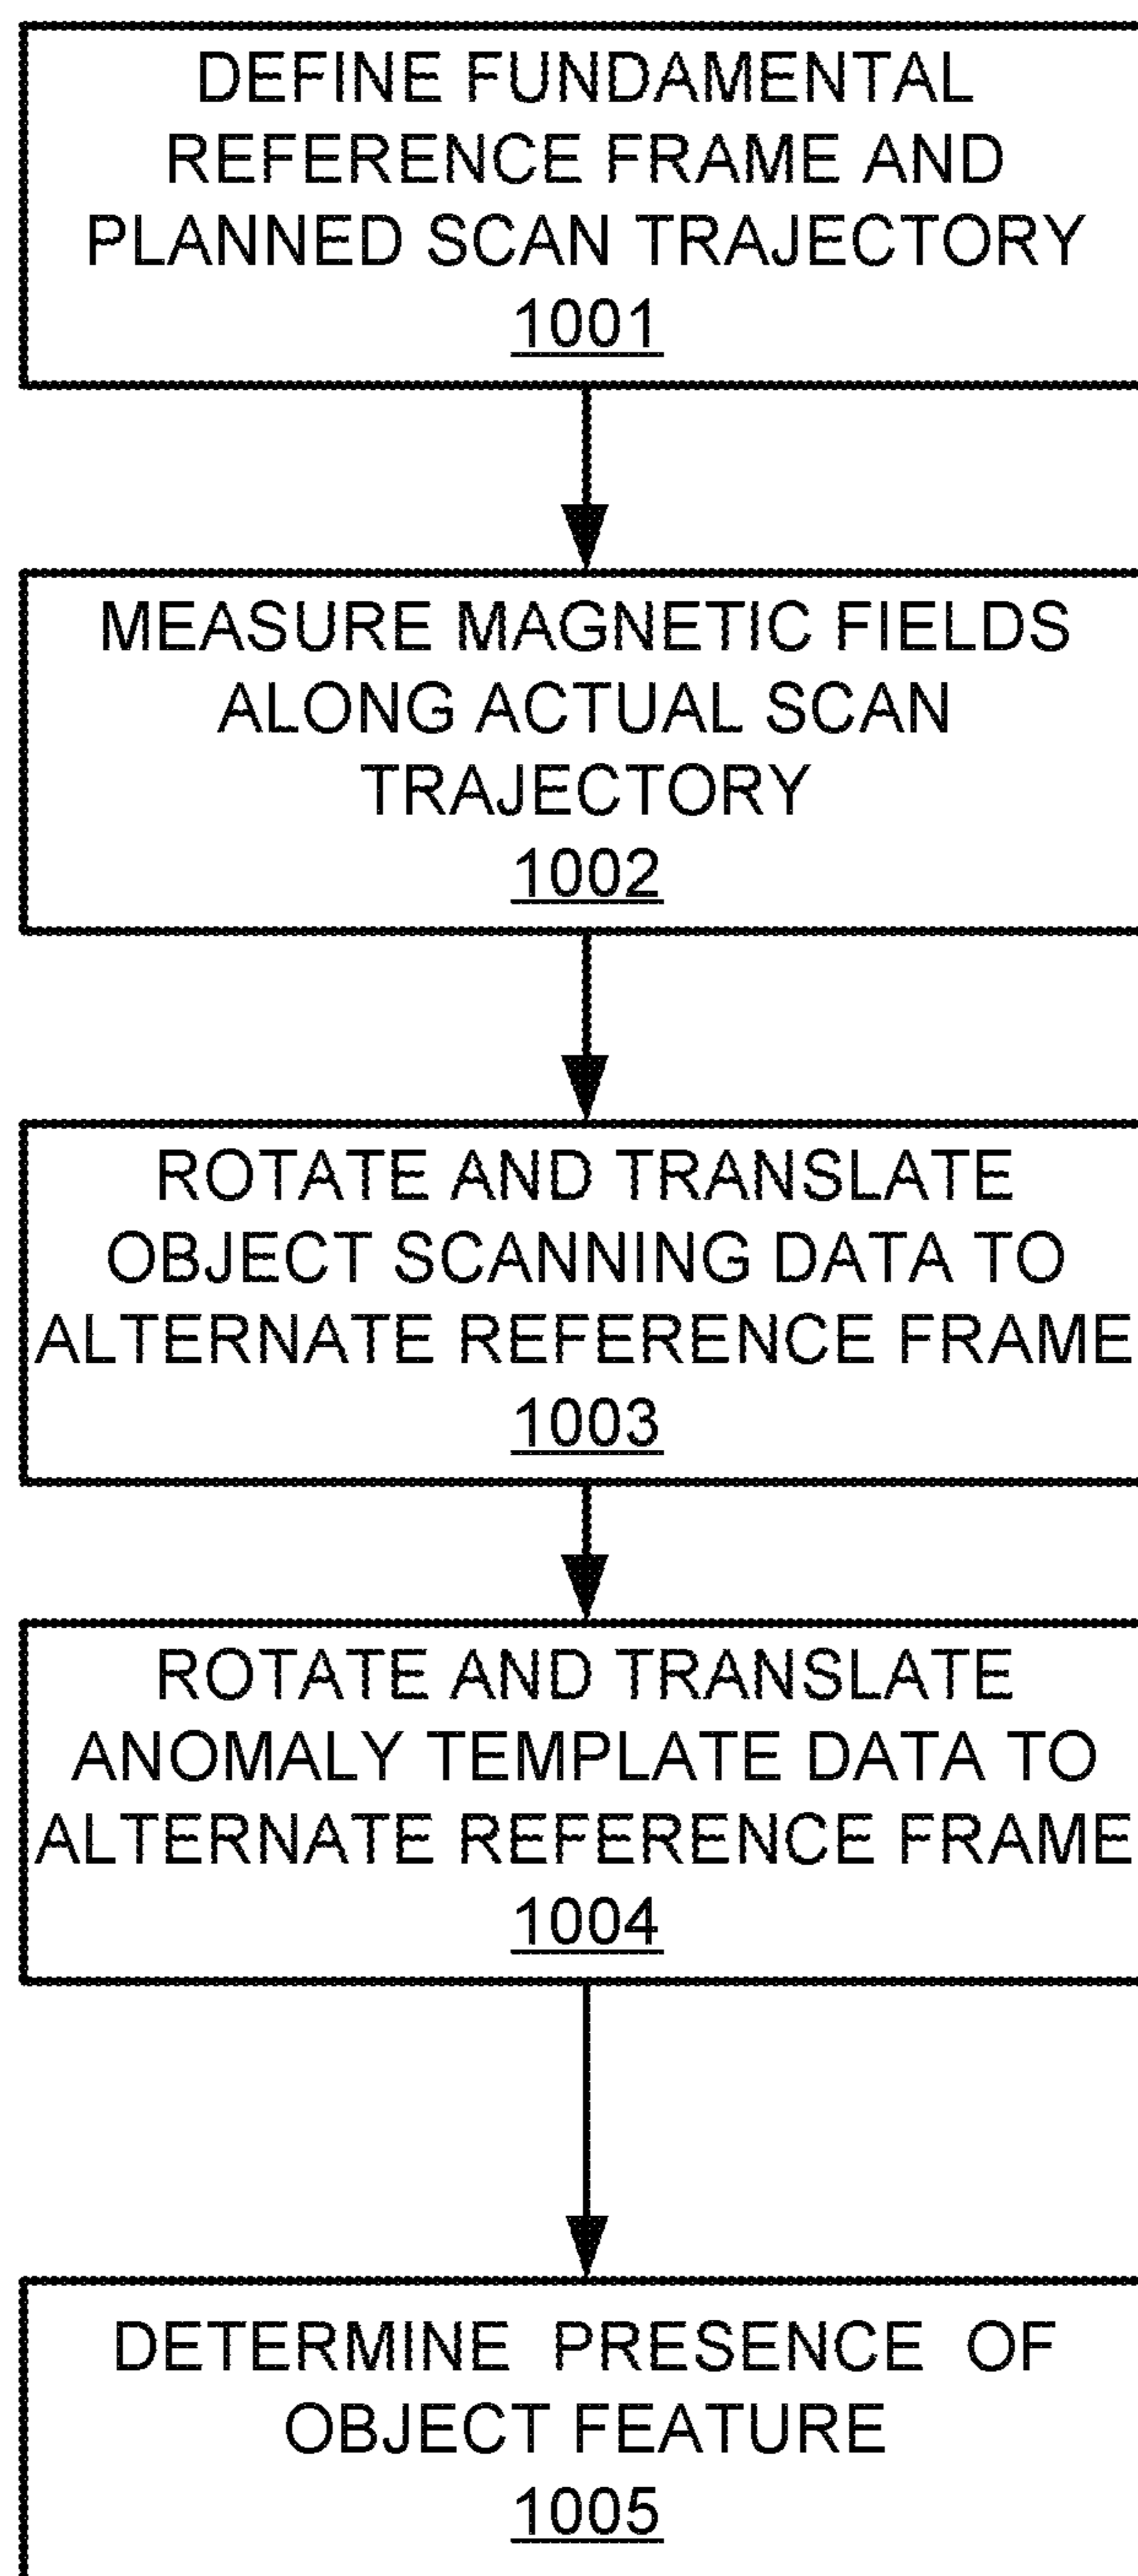 DEFINE FUNDAMENTAL
REFERENCE FRAME AND
PLANNED SCAN TRAJECTORY
1001
MEASURE MAGNETIC FIELDS
ALONG ACTUAL SCAN
TRAJECTORY
1002
ROTATE AND TRANSLATE
OBJECT SCANNING DATA TO
ALTERNATE REFERENCE FRAME
1003
ROTATE AND TRANSLATE
ANOMALY TEMPLATE DATA TO
ALTERNATE REFERENCE FRAME
1004
DETERMINE PRESENCE OF
OBJECT FEATURE
1005